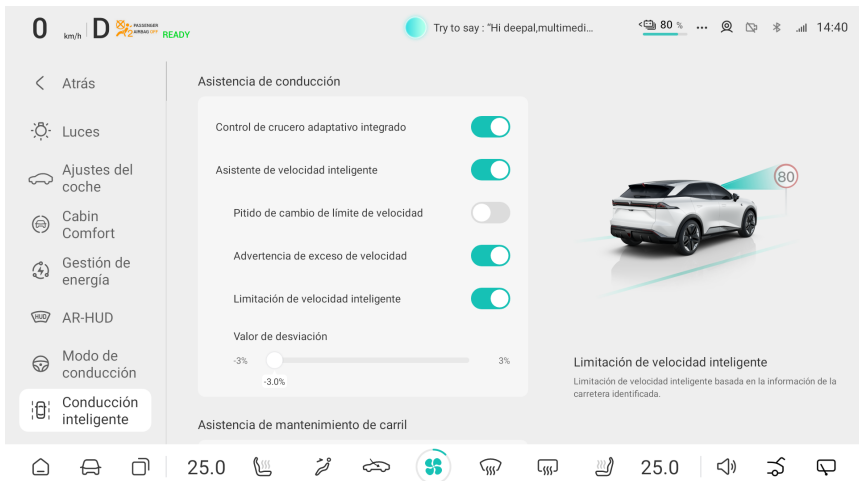 0 km/h D PASSENGER AIRBAG OFF READY
Try to say : "Hi deepal,multimedi...
80 %
14:40
Atrás
Luces
Ajustes del
coche
Cabin
Comfort
Gestión de
energía
HUD AR-HUD
Modo de
conducción
Conducción
inteligente
Asistencia de conducción
Control de crucero adaptativo integrado
Asistente de velocidad inteligente
Pitido de cambio de límite de velocidad
Advertencia de exceso de velocidad
Limitación de velocidad inteligente
Valor de desviación
-3% 3%
-3.0%
Asistencia de mantenimiento de carril
80
Limitación de velocidad inteligente
Limitación de velocidad inteligente basada en la información de la
carretera identificada.
25.0 25.0